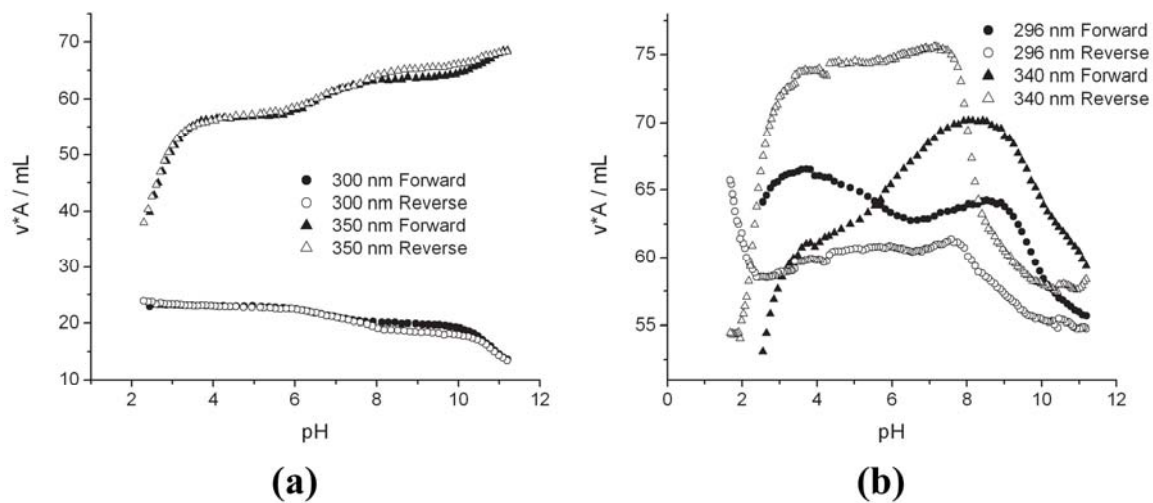 70
60
50
40
30
20
10
v*A / mL
300 nm Forward
300 nm Reverse
350 nm Forward
350 nm Reverse
0 2 4 6 8 10 12
pH
(a)
75
70
65
60
55
v*A / mL
296 nm Forward
296 nm Reverse
340 nm Forward
340 nm Reverse
0 2 4 6 8 10 12
pH
(b)